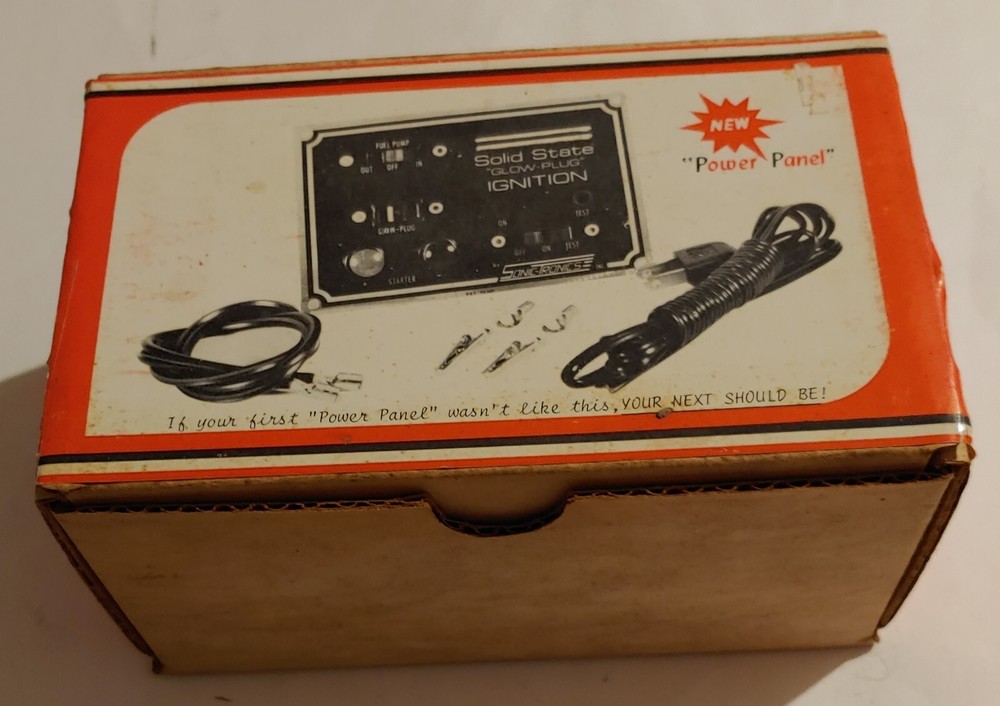 NEW
"Power Panel"
FUEL PUMP
OUT OFF IN
Solid State
"GLOW-PLUG"
IGNITION
TEST
GLOW-PLUG
ON
OFF ON TEST
STARTER
SONIC-TRONICS INC
If your first "Power Panel" wasn't like this, YOUR NEXT SHOULD BE!